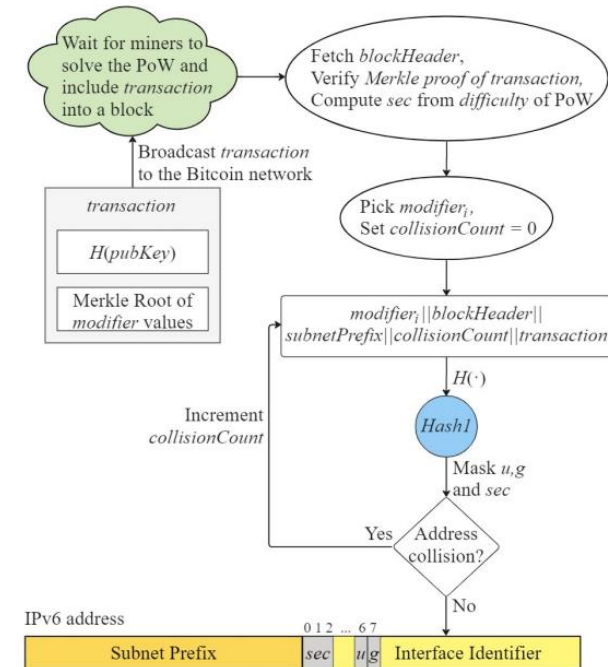 Wait for miners to
solve the PoW and
include transaction
into a block
Fetch blockHeader,
Verify Merkle proof of transaction,
Compute sec from difficulty of PoW
Broadcast transaction
to the Bitcoin network
transaction
H(pubKey)
Merkle Root of
modifier values
Pick modifierᵢ,
Set collisionCount = 0
modifierᵢ||blockHeader||
subnetPrefix||collisionCount||transaction
H(·)
Increment
collisionCount
Hash1
Mask u,g
and sec
Yes
Address
collision?
No
IPv6 address
0 1 2 ... 6 7
Subnet Prefix
sec
u
g
Interface Identifier